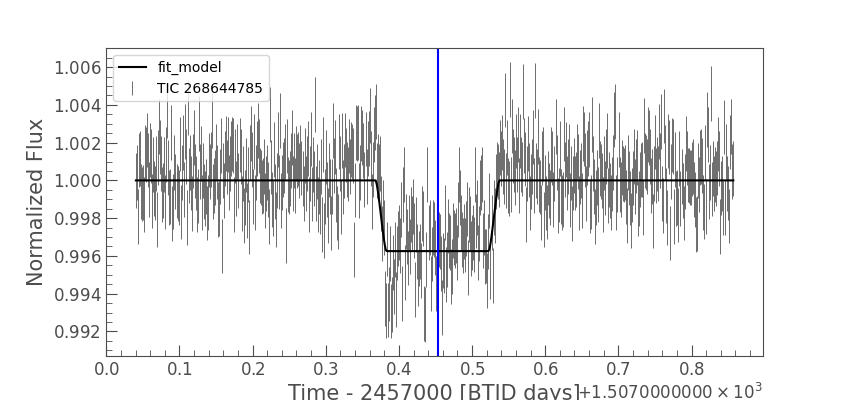 fit_model
TIC 268644785
1.006
1.004
1.002
1.000
0.998
0.996
0.994
0.992
Normalized Flux
0.0 0.1 0.2 0.3 0.4 0.5 0.6 0.7 0.8
Time - 2457000 [BTJD days]
+1.5070000000 × 10³